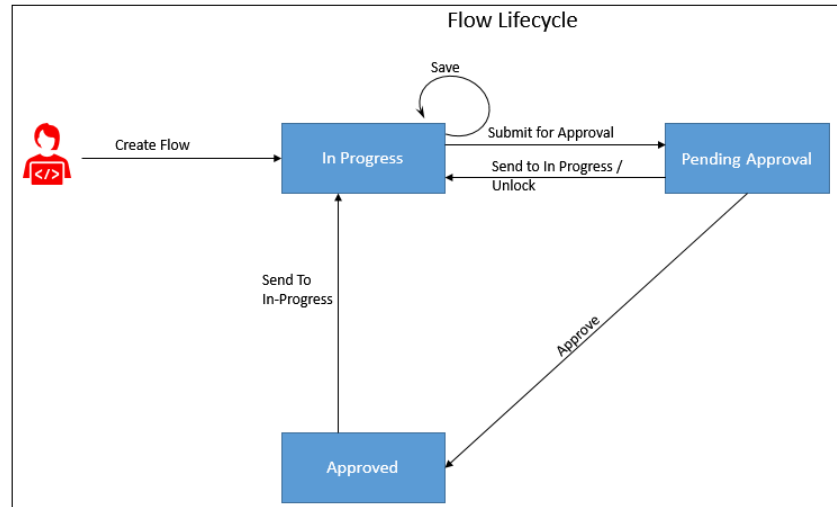 Flow Lifecycle
Save
Create Flow
In Progress
Submit for Approval
Send to In Progress /
Unlock
Pending Approval
Send To
In-Progress
Approve
Approved
</>